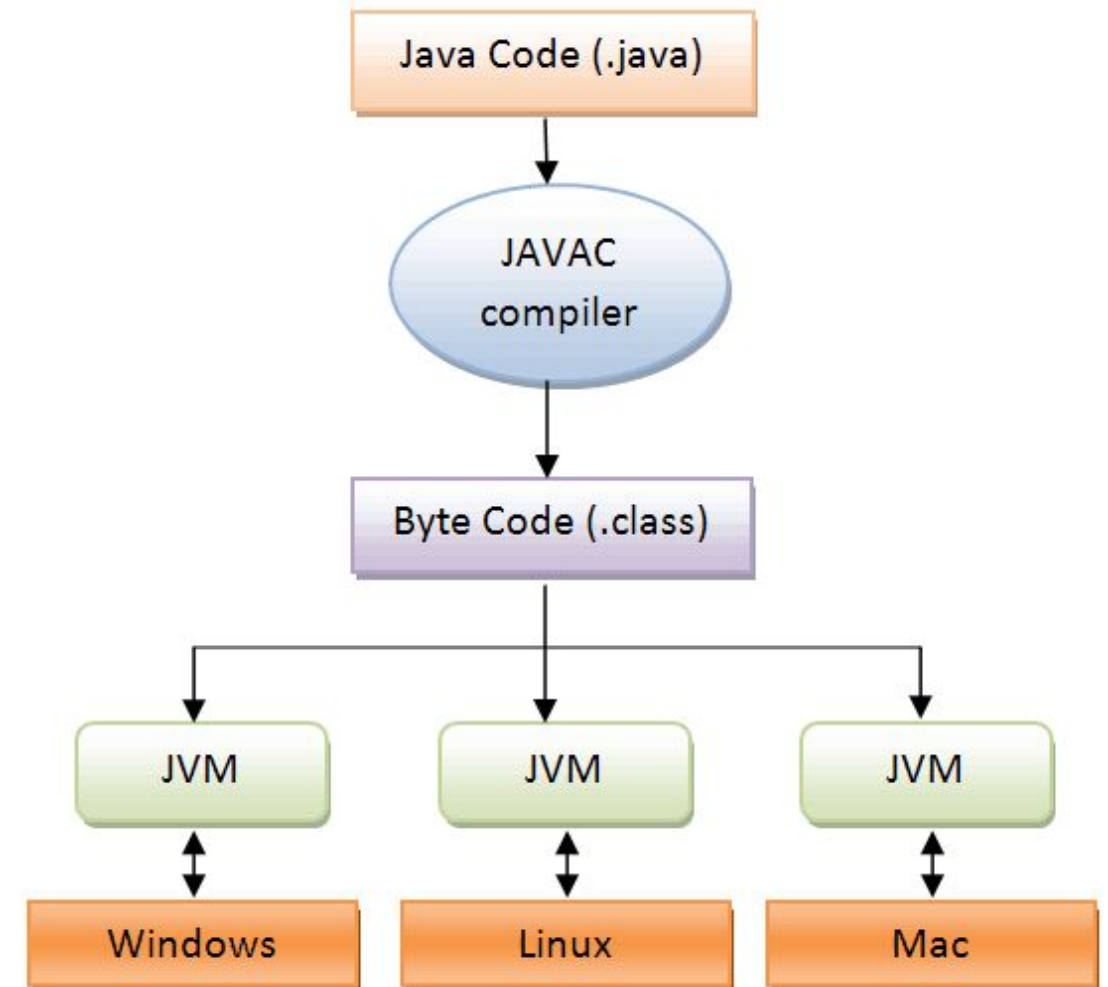 Java Code (.java)
JAVAC
compiler
Byte Code (.class)
JVM
JVM
JVM
Windows
Linux
Mac